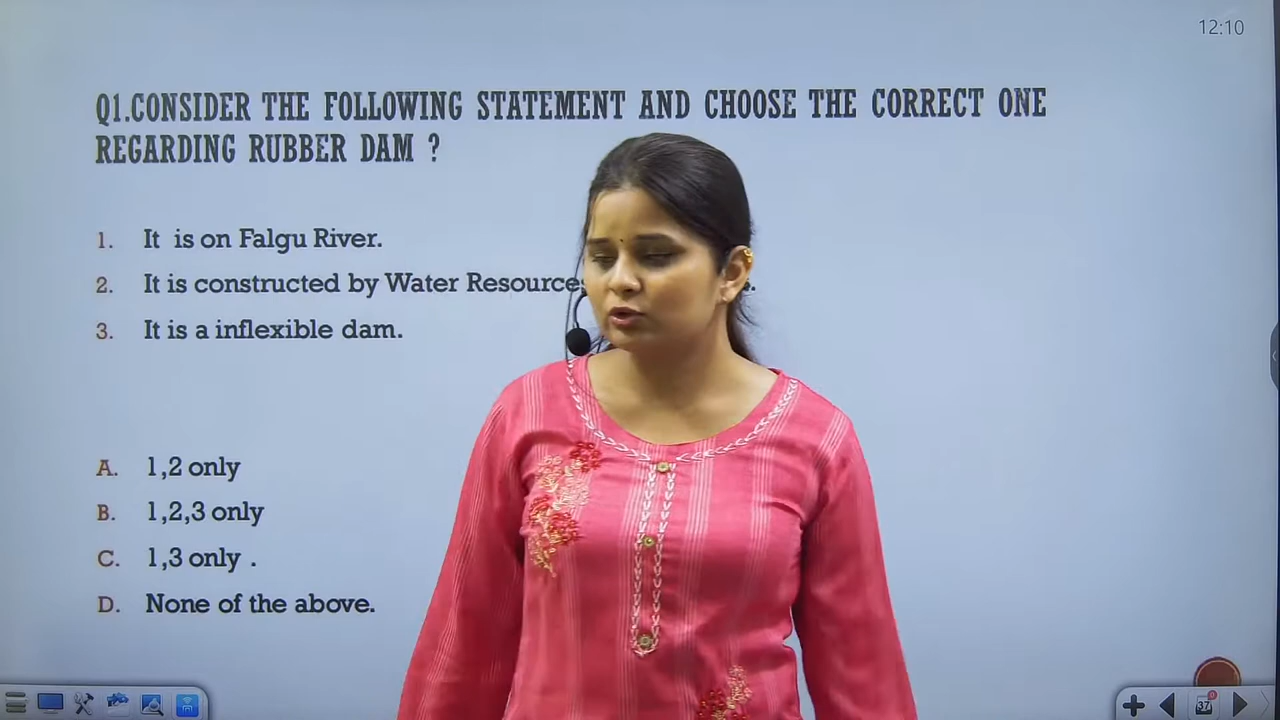 12:10
Q1.CONSIDER THE FOLLOWING STATEMENT AND CHOOSE THE CORRECT ONE
REGARDING RUBBER DAM ?
1. It is on Falgu River.
2. It is constructed by Water Resources
3. It is a inflexible dam.
A. 1,2 only
B. 1,2,3 only
C. 1,3 only .
D. None of the above.
37